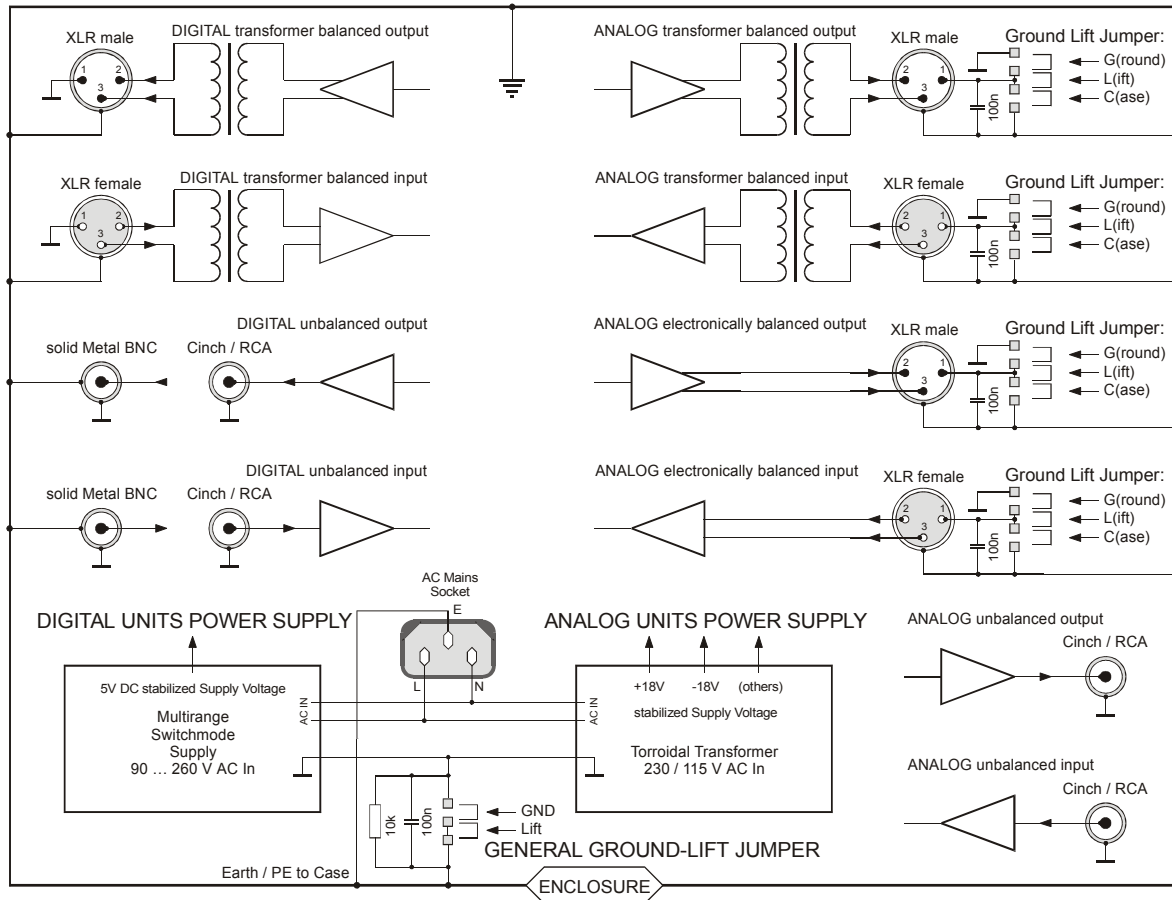 DIGITAL transformer balanced output
XLR male
1
2
3
ANALOG transformer balanced output
XLR male
2
1
3
100n
Ground Lift Jumper:
G(round)
L(ift)
C(ase)
DIGITAL transformer balanced input
XLR female
1
2
3
ANALOG transformer balanced input
XLR female
2
1
3
100n
Ground Lift Jumper:
G(round)
L(ift)
C(ase)
DIGITAL unbalanced output
solid Metal BNC
Cinch / RCA
ANALOG electronically balanced output
XLR male
2
1
3
100n
Ground Lift Jumper:
G(round)
L(ift)
C(ase)
DIGITAL unbalanced input
solid Metal BNC
Cinch / RCA
ANALOG electronically balanced input
XLR female
2
1
3
100n
Ground Lift Jumper:
G(round)
L(ift)
C(ase)
AC Mains
Socket
E
L
N
DIGITAL UNITS POWER SUPPLY
5V DC stabilized Supply Voltage
AC IN
Multirange
Switchmode
Supply
90 ... 260 V AC In
ANALOG UNITS POWER SUPPLY
+18V
-18V
(others)
AC IN
stabilized Supply Voltage
Torroidal Transformer
230 / 115 V AC In
ANALOG unbalanced output
Cinch / RCA
ANALOG unbalanced input
Cinch / RCA
10k
100n
GND
Lift
GENERAL GROUND-LIFT JUMPER
Earth / PE to Case
ENCLOSURE